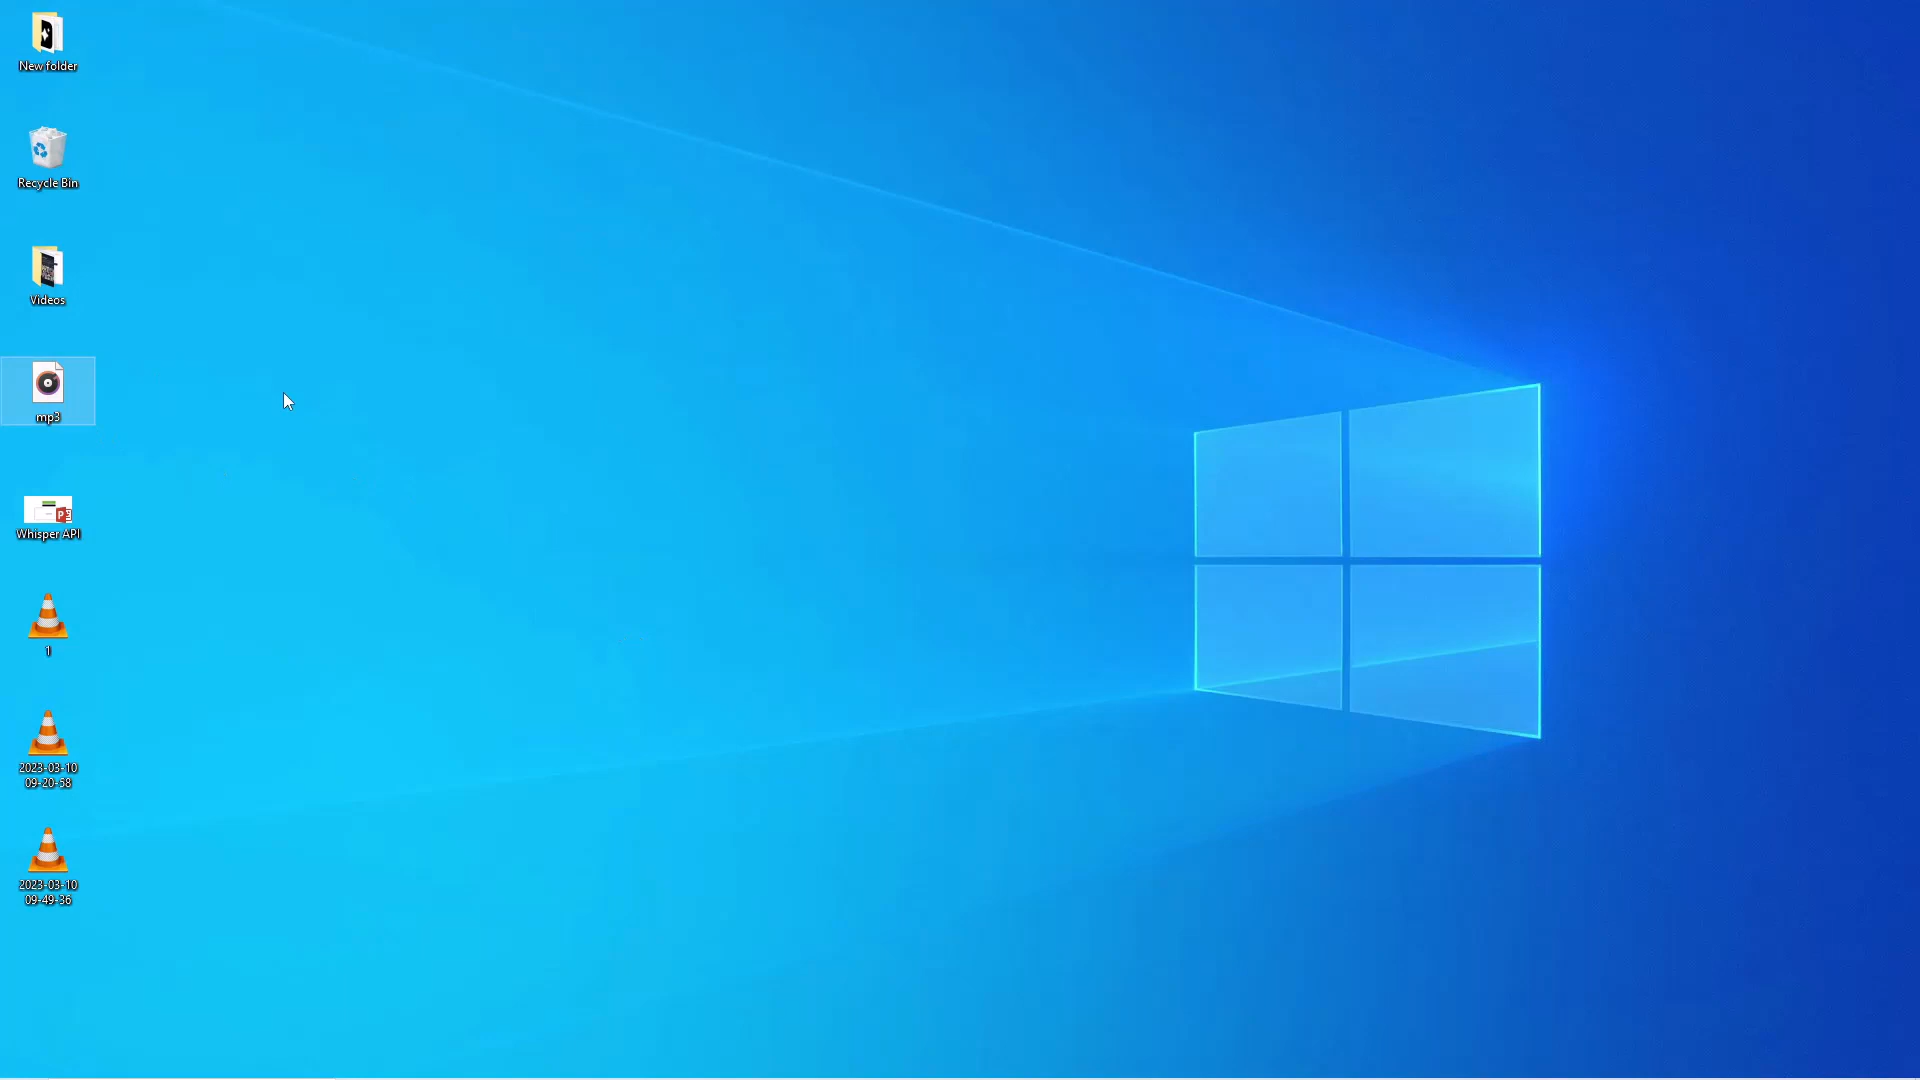 New folder
Recycle Bin
Videos
mp3
Whisper API
1
2023-03-10
09-20-58
2023-03-10
09-49-36